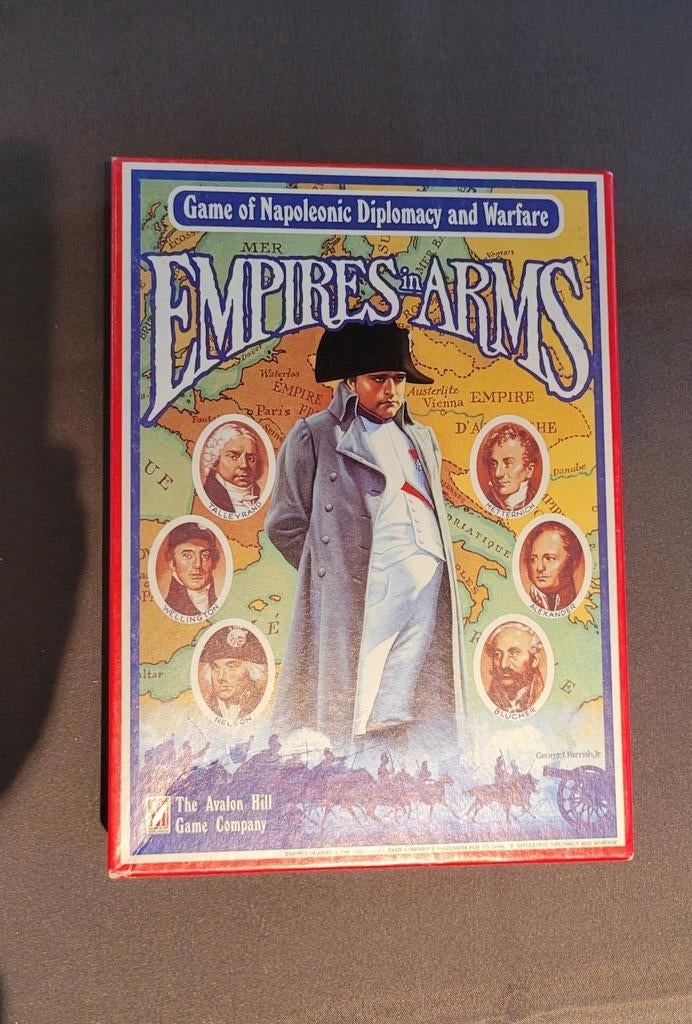 Game of Napoleonic Diplomacy and Warfare
EMPIRES in ARMS
MER
Waterloo
EMPIRE
Paris
Austerlitz
Vienna EMPIRE
Danube
UE
ADRIATIQUE
TALLEYRAND
METTERNICH
WELLINGTON
ALEXANDER
NELSON
BLUCHER
É
E
ltar
George I. Parrish, Jr.
The Avalon Hill
Game Company